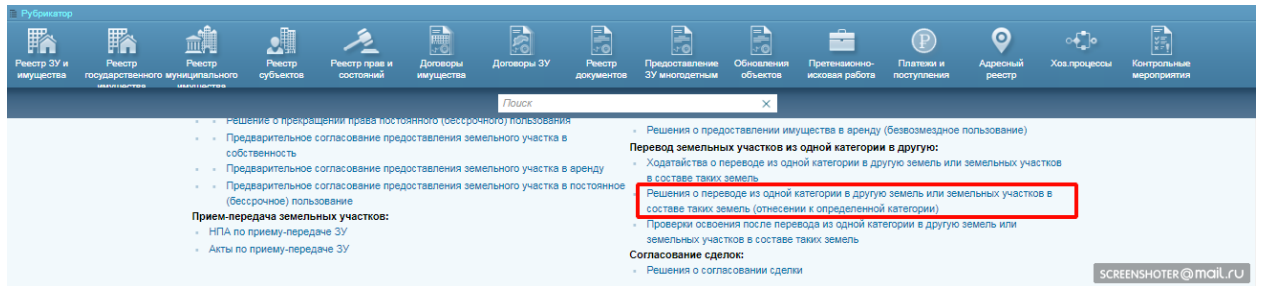 Рубрикатор
Реестр ЗУ и имущества
Реестр государственного имущества
Реестр муниципального имущества
Реестр субъектов
Реестр прав и состояний
Договоры имущества
Договоры ЗУ
Реестр документов
Предоставление ЗУ многодетным
Обновления объектов
Претензионно-исковая работа
Платежи и поступления
Адресный реестр
Хоз.процессы
Контрольные мероприятия
Поиск
Решение о прекращении права постоянного (бессрочного) пользования
Предварительное согласование предоставления земельного участка в
собственность
Предварительное согласование предоставления земельного участка в аренду
Предварительное согласование предоставления земельного участка в постоянное
(бессрочное) пользование
Прием-передача земельных участков:
НПА по приему-передаче ЗУ
Акты по приему-передаче ЗУ
Решения о предоставлении имущества в аренду (безвозмездное пользование)
Перевод земельных участков из одной категории в другую:
Ходатайства о переводе из одной категории в другую земель или земельных участков
в составе таких земель
Решения о переводе из одной категории в другую земель или земельных участков в
составе таких земель (отнесении к определенной категории)
Проверки освоения после перевода из одной категории в другую земель или
земельных участков в составе таких земель
Согласование сделок:
Решения о согласовании сделки
SCREENSHOTER@mail.ru